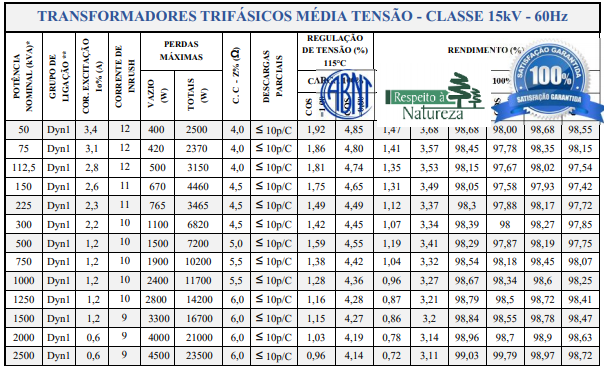 TRANSFORMADORES TRIFÁSICOS MÉDIA TENSÃO - CLASSE 15kV - 60Hz
POTÊNCIA NOMINAL (kVA)*
GRUPO DE LIGAÇÃO **
COR. EXCITAÇÃO Io% (A)
CORRENTE DE INRUSH
PERDAS MÁXIMAS
VAZIO (W)
TOTAIS (W)
C. C - Z% (Ω)
DESCARGAS PARCIAIS
REGULAÇÃO DE TENSÃO (%) 115°C
RENDIMENTO (%)
COS
ABNT
Respeito à Natureza
SATISFAÇÃO GARANTIDA
100%
SATISFAÇÃO GARANTIDA
50 Dyn1 3,4 12 400 2500 4,0 ≤ 10p/C 1,92 4,85 1,47 3,68 98,68 98,00 98,68 98,55
75 Dyn1 3,1 12 420 2370 4,0 ≤ 10p/C 1,86 4,80 1,41 3,57 98,45 97,78 98,35 98,15
112,5 Dyn1 2,8 12 500 3150 4,0 ≤ 10p/C 1,81 4,74 1,35 3,53 98,15 97,67 98,02 97,54
150 Dyn1 2,6 11 670 4460 4,5 ≤ 10p/C 1,75 4,65 1,31 3,49 98,05 97,58 97,93 97,42
225 Dyn1 2,3 11 765 3465 4,5 ≤ 10p/C 1,49 4,49 1,12 3,37 98,3 97,88 98,17 97,72
300 Dyn1 2,2 11 1100 6820 4,5 ≤ 10p/C 1,42 4,45 1,07 3,34 98,39 98 98,27 97,85
500 Dyn1 1,2 10 1500 7200 5,0 ≤ 10p/C 1,59 4,55 1,19 3,41 98,29 97,87 98,19 97,75
750 Dyn1 1,2 10 1900 10200 5,5 ≤ 10p/C 1,38 4,42 1,04 3,32 98,54 98,18 98,45 98,07
1000 Dyn1 1,2 10 2400 11700 5,5 ≤ 10p/C 1,28 4,36 0,96 3,27 98,67 98,34 98,6 98,25
1250 Dyn1 1,2 10 2800 14200 6,0 ≤ 10p/C 1,16 4,28 0,87 3,21 98,79 98,5 98,72 98,41
1500 Dyn1 1,2 9 3300 16700 6,0 ≤ 10p/C 1,15 4,27 0,86 3,2 98,84 98,55 98,78 98,47
2000 Dyn1 0,6 9 4000 21000 6,0 ≤ 10p/C 1,03 4,19 0,78 3,14 98,96 98,7 98,9 98,63
2500 Dyn1 0,6 9 4500 23500 6,0 ≤ 10p/C 0,96 4,14 0,72 3,11 99,03 98,79 98,97 98,72